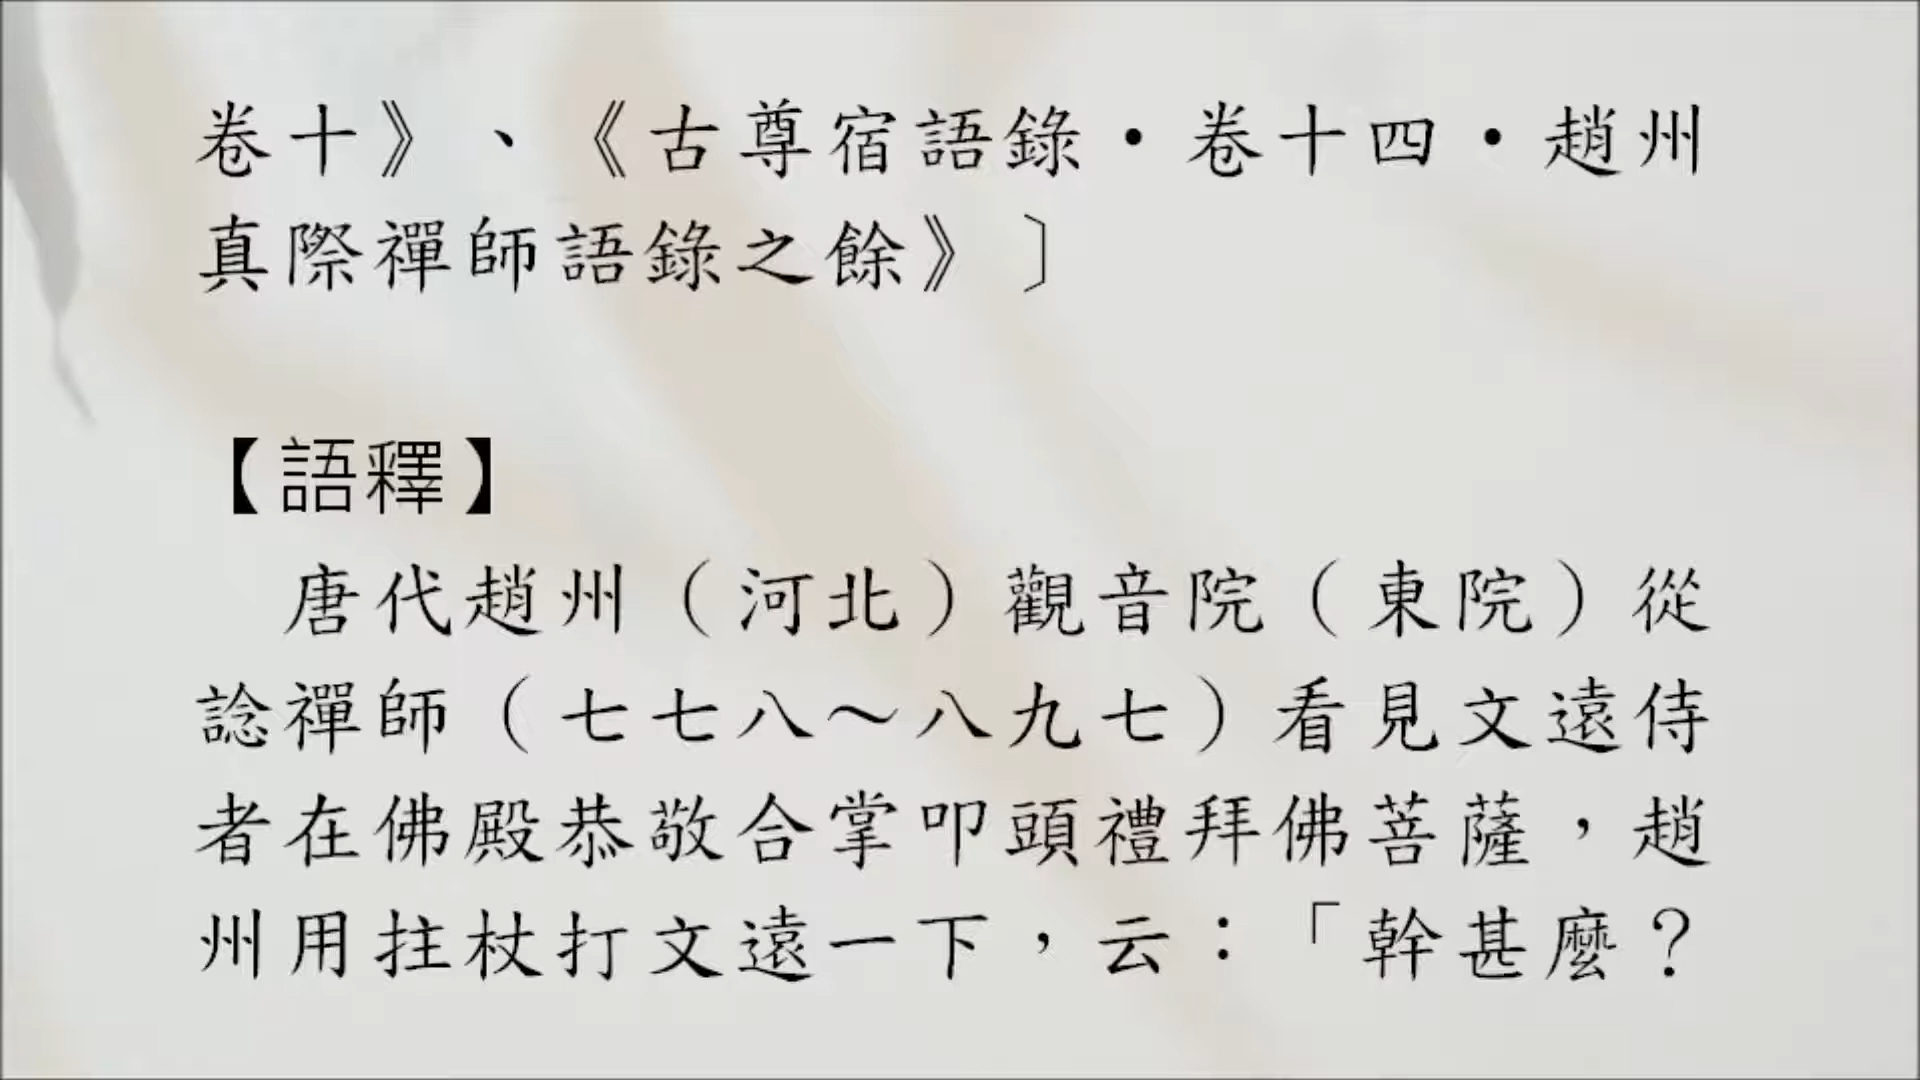 卷十》、《古尊宿語錄・卷十四・趙州
真際禪師語錄之餘》〕
【語釋】
唐代趙州（河北）觀音院（東院）從
諗禪師（七七八～八九七）看見文遠侍
者在佛殿恭敬合掌叩頭禮拜佛菩薩，趙
州用拄杖打文遠一下，云：「幹甚麼？